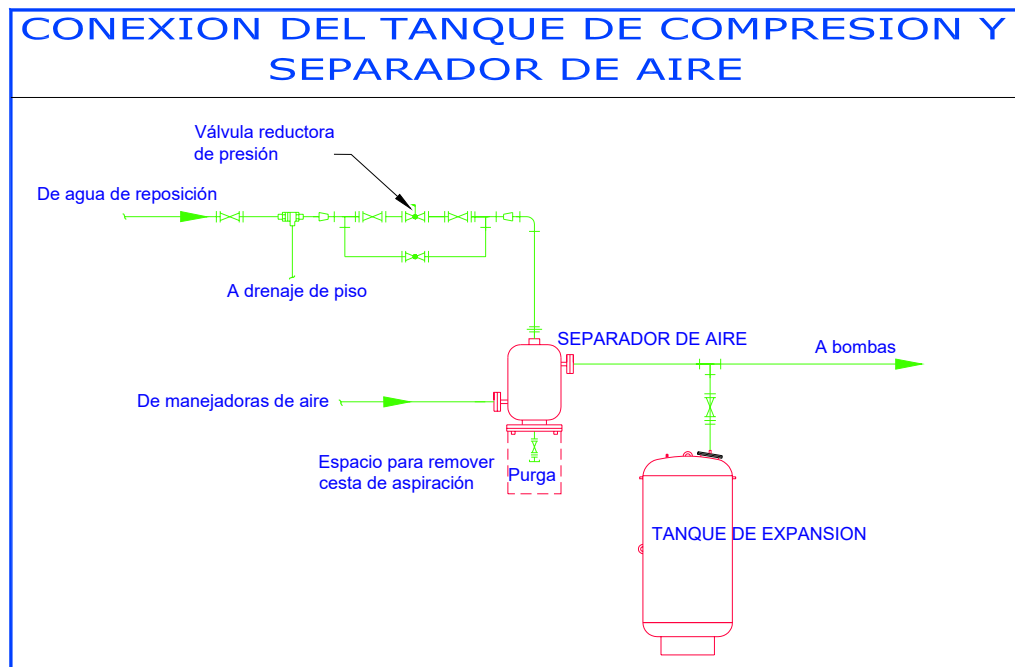 CONEXION DEL TANQUE DE COMPRESION Y
SEPARADOR DE AIRE
Válvula reductora
de presión
De agua de reposición
A drenaje de piso
SEPARADOR DE AIRE
A bombas
De manejadoras de aire
Espacio para remover
cesta de aspiración
Purga
TANQUE DE EXPANSION